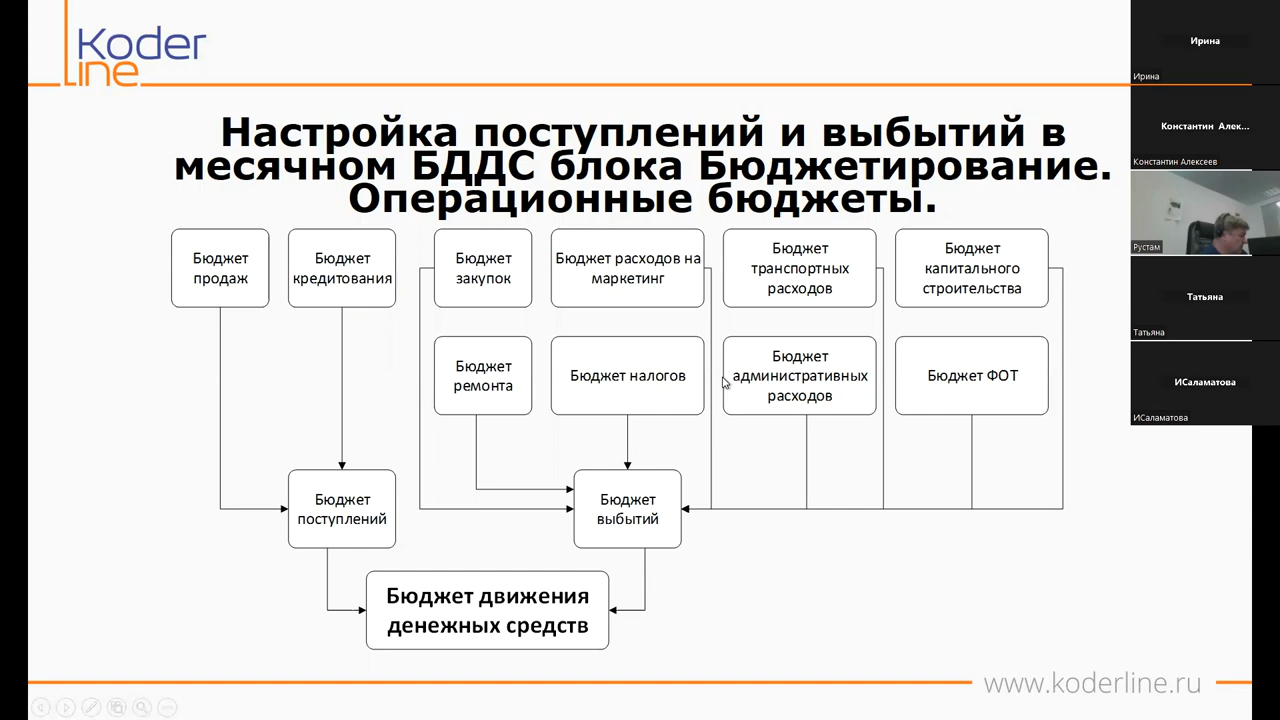 Koder
line
Настройка поступлений и выбытий в
месячном БДДС блока Бюджетирование.
Операционные бюджеты.
Бюджет
продаж
Бюджет
кредитования
Бюджет
закупок
Бюджет расходов на
маркетинг
Бюджет
транспортных
расходов
Бюджет
капитального
строительства
Бюджет
ремонта
Бюджет налогов
Бюджет
административных
расходов
Бюджет ФОТ
Бюджет
поступлений
Бюджет
выбытий
Бюджет движения
денежных средств
www.koderline.ru
Ирина
Ирина
Константин Алек...
Константин Алексеев
Рустам
Татьяна
Татьяна
ИСаламатова
ИСаламатова